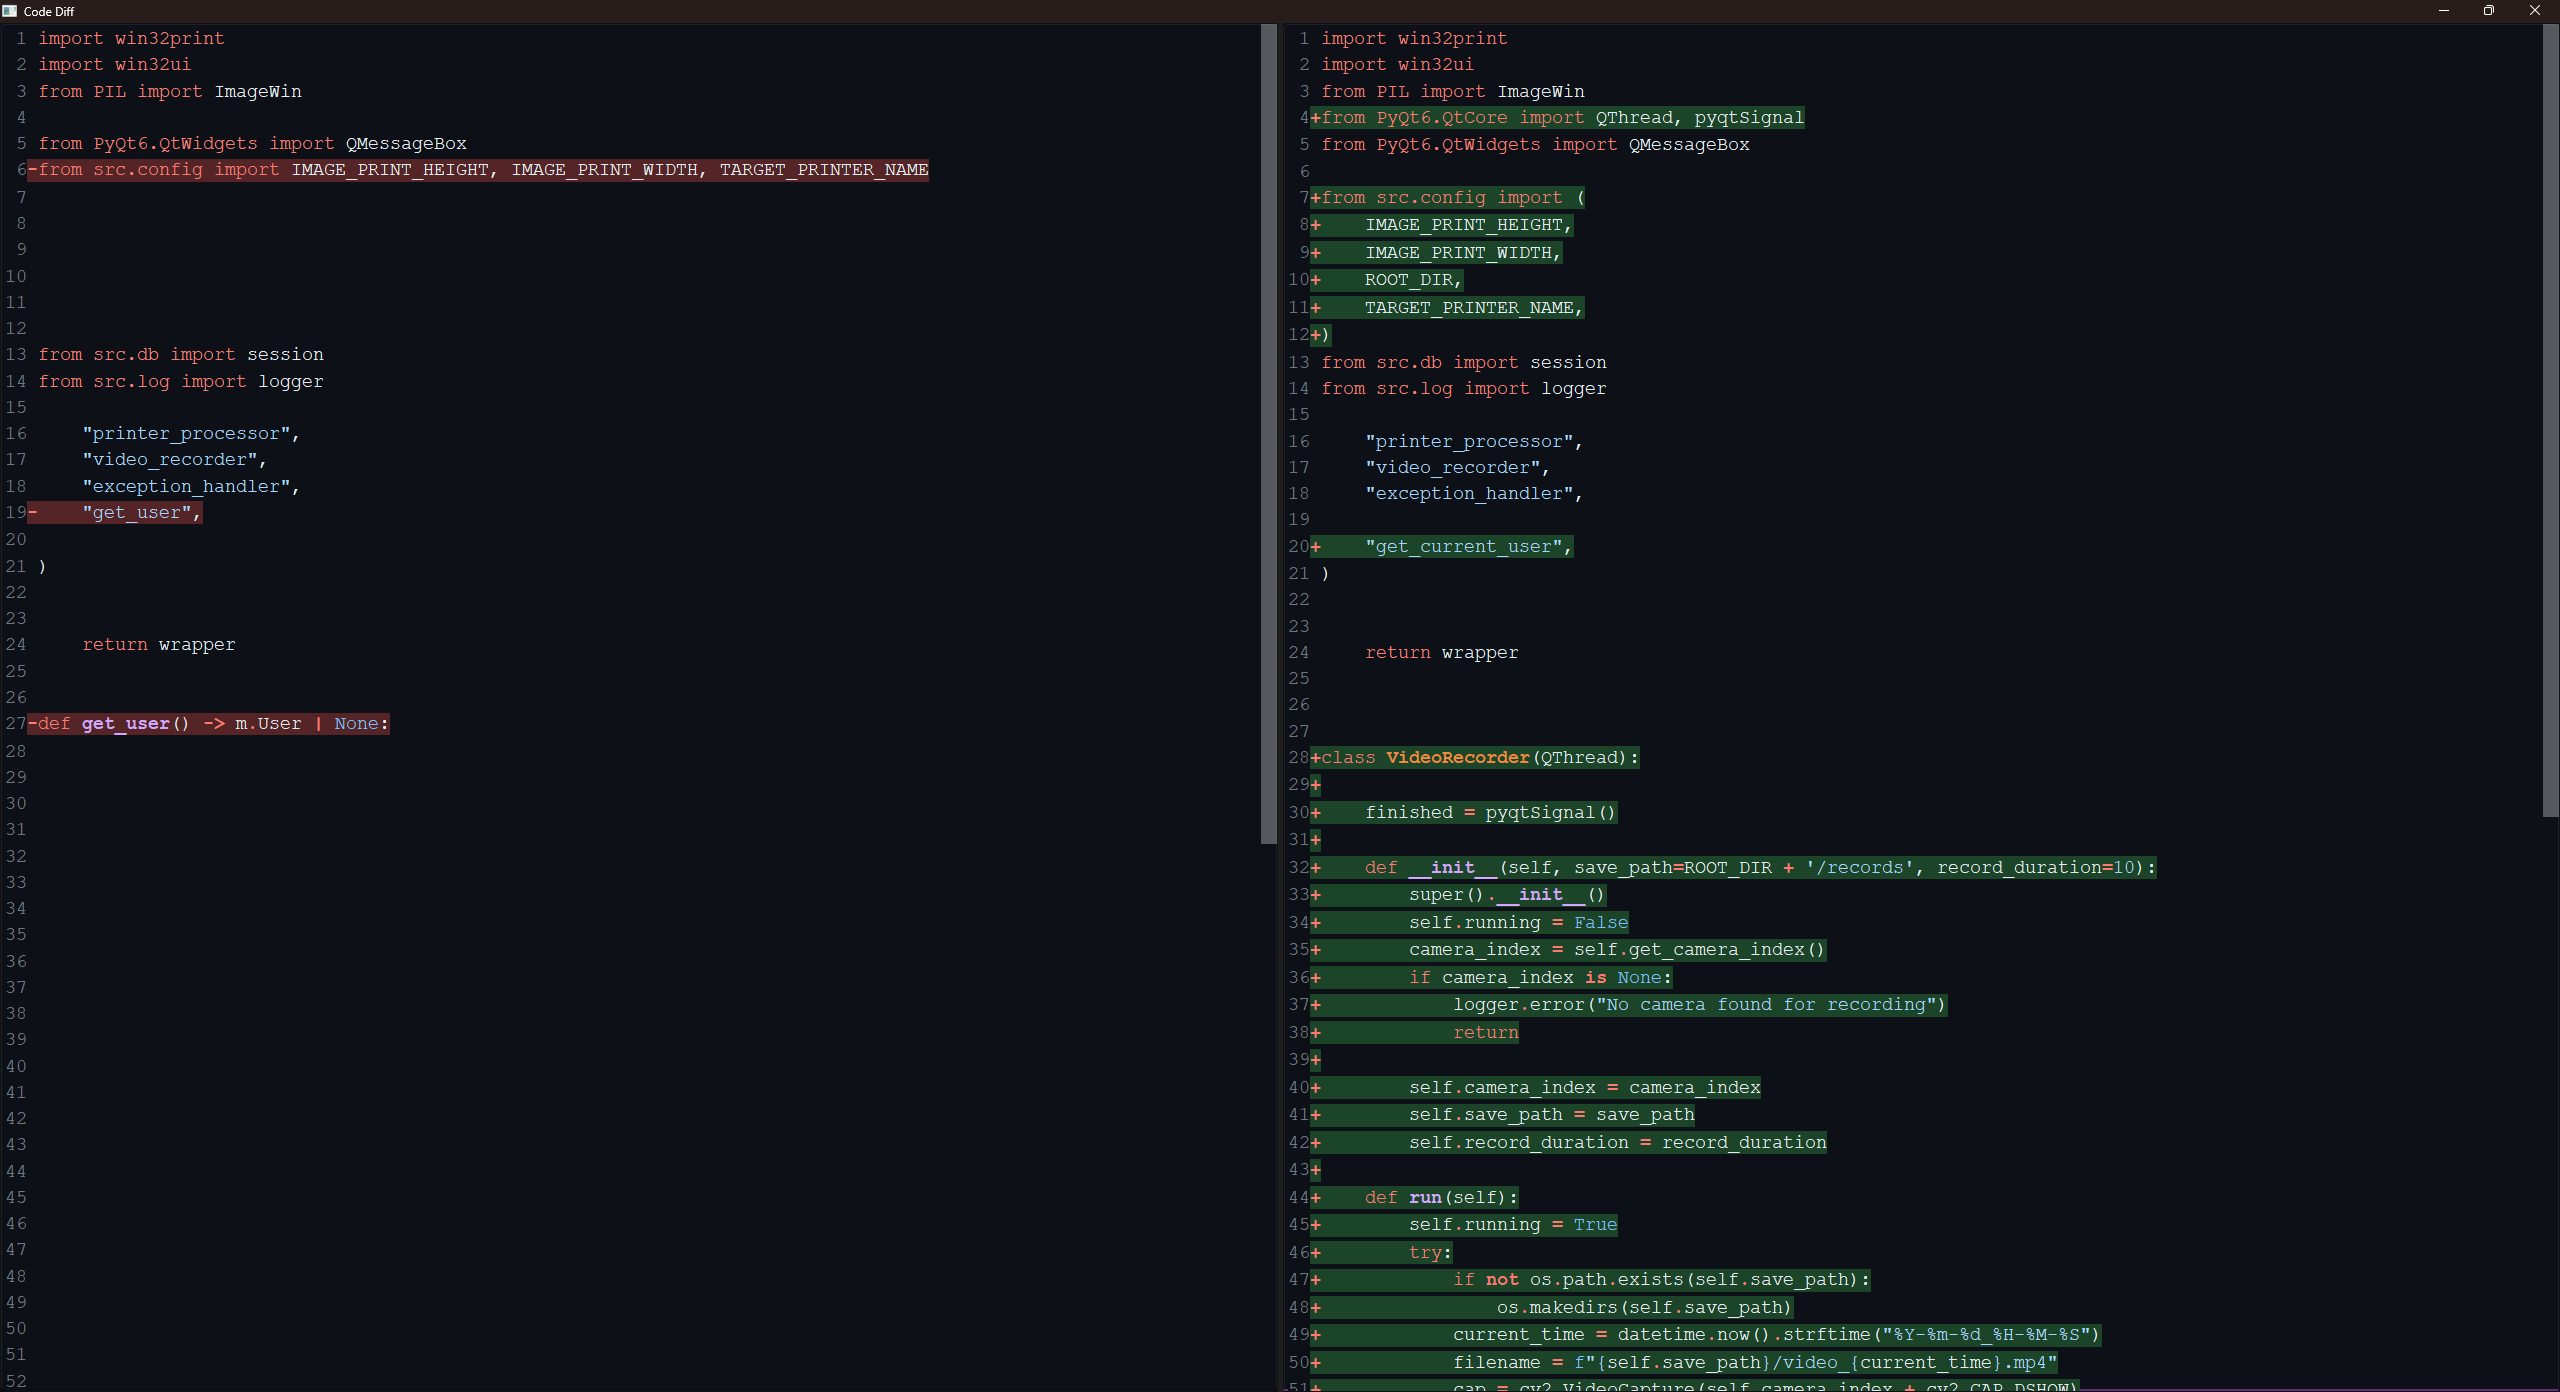 Code Diff
1 import win32print
2 import win32ui
3 from PIL import ImageWin
4
5 from PyQt6.QtWidgets import QMessageBox
6-from src.config import IMAGE_PRINT_HEIGHT, IMAGE_PRINT_WIDTH, TARGET_PRINTER_NAME
7
8
9
10
11
12
13 from src.db import session
14 from src.log import logger
15
16     "printer_processor",
17     "video_recorder",
18     "exception_handler",
19-    "get_user",
20
21 )
22
23
24     return wrapper
25
26
27-def get_user() -> m.User | None:
28
29
30
31
32
33
34
35
36
37
38
39
40
41
42
43
44
45
46
47
48
49
50
51
52
1 import win32print
2 import win32ui
3 from PIL import ImageWin
4+from PyQt6.QtCore import QThread, pyqtSignal
5 from PyQt6.QtWidgets import QMessageBox
6
7+from src.config import (
8+    IMAGE_PRINT_HEIGHT,
9+    IMAGE_PRINT_WIDTH,
10+    ROOT_DIR,
11+    TARGET_PRINTER_NAME,
12+)
13 from src.db import session
14 from src.log import logger
15
16     "printer_processor",
17     "video_recorder",
18     "exception_handler",
19
20+    "get_current_user",
21 )
22
23
24     return wrapper
25
26
27
28+class VideoRecorder(QThread):
29+
30+    finished = pyqtSignal()
31+
32+    def __init__(self, save_path=ROOT_DIR + '/records', record_duration=10):
33+        super().__init__()
34+        self.running = False
35+        camera_index = self.get_camera_index()
36+        if camera_index is None:
37+            logger.error("No camera found for recording")
38+            return
39+
40+        self.camera_index = camera_index
41+        self.save_path = save_path
42+        self.record_duration = record_duration
43+
44+    def run(self):
45+        self.running = True
46+        try:
47+            if not os.path.exists(self.save_path):
48+                os.makedirs(self.save_path)
49+            current_time = datetime.now().strftime("%Y-%m-%d_%H-%M-%S")
50+            filename = f"{self.save_path}/video_{current_time}.mp4"
51+            cap = cv2.VideoCapture(self.camera_index + cv2.CAP_DSHOW)